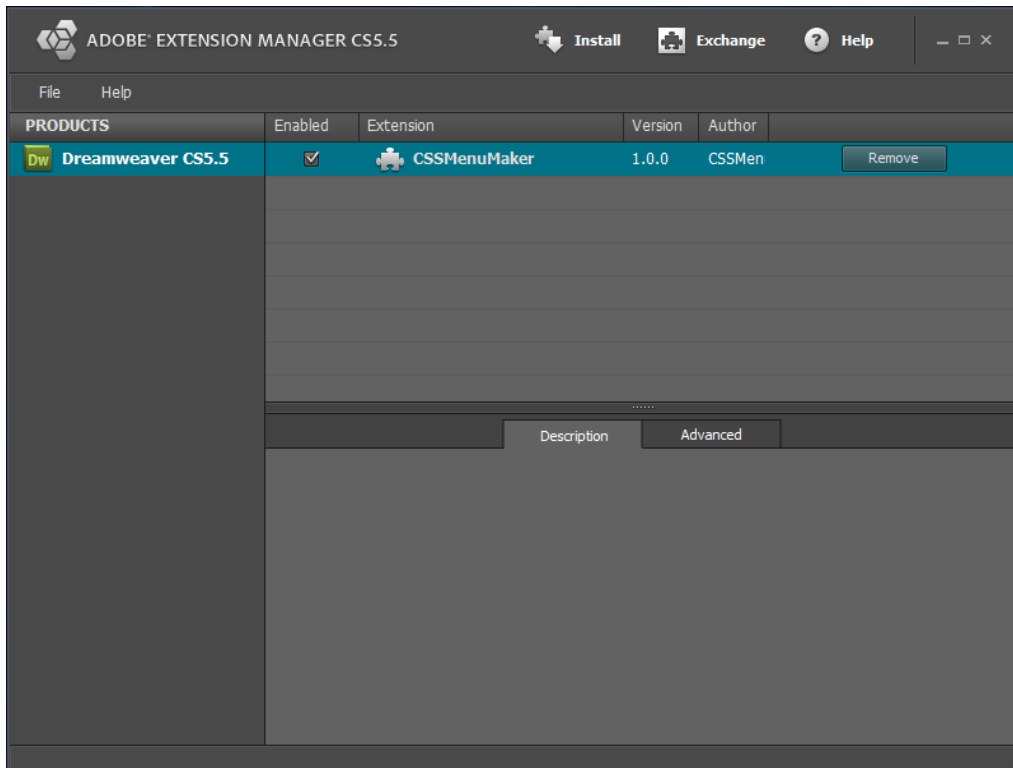 ADOBE® EXTENSION MANAGER CS5.5 Install Exchange ? Help
File Help
PRODUCTS Enabled Extension Version Author
Dw Dreamweaver CS5.5 CSSMenuMaker 1.0.0 CSSMen Remove
Description Advanced